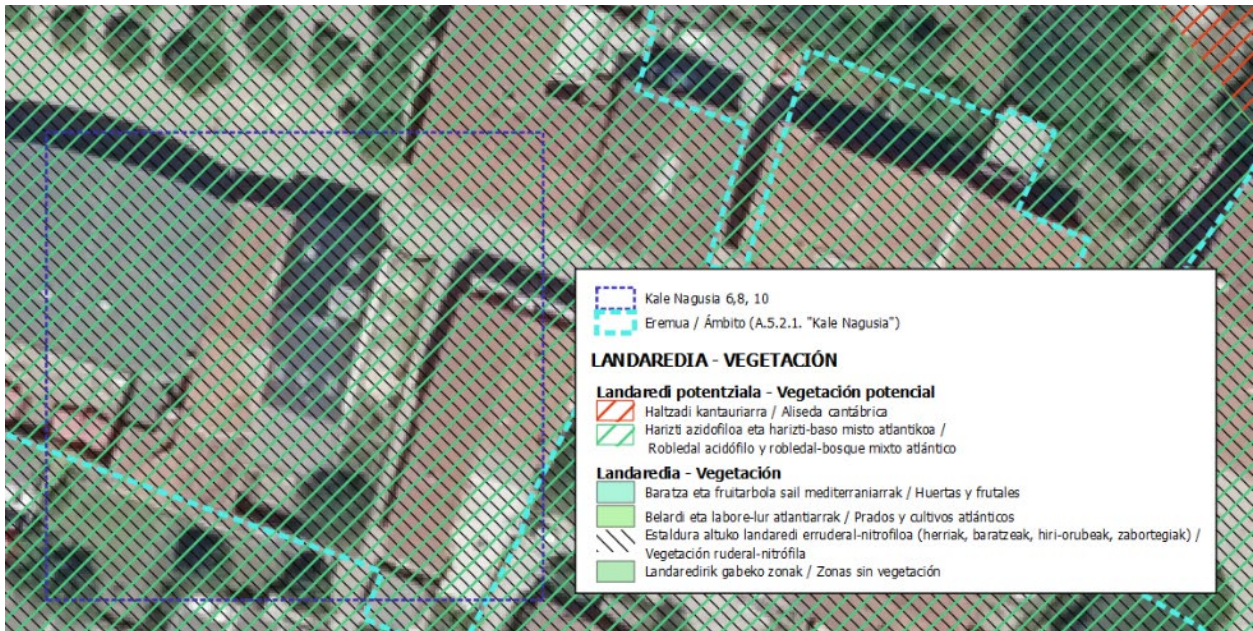 Kale Nagusia 6,8, 10
Eremua / Ámbito (A.5.2.1. "Kale Nagusia")
LANDAREDIA - VEGETACIÓN
Landaredi potentziala - Vegetación potencial
Haltzadi kantauriarra / Aliseda cantábrica
Harizti azidofiloa eta harizti-baso misto atlantikoa /
Robledal acidófilo y robledal-bosque mixto atlántico
Landaredia - Vegetación
Baratza eta fruitarbola sail mediterraniarrak / Huertas y frutales
Belardi eta labore-lur atlantiarrak / Prados y cultivos atlánticos
Estaldura altuko landaredi erruderal-nitrofiloa (herriak, baratzeak, hiri-orubeak, zabortegiak) /
Vegetación ruderal-nitrófila
Landaredirik gabeko zonak / Zonas sin vegetación